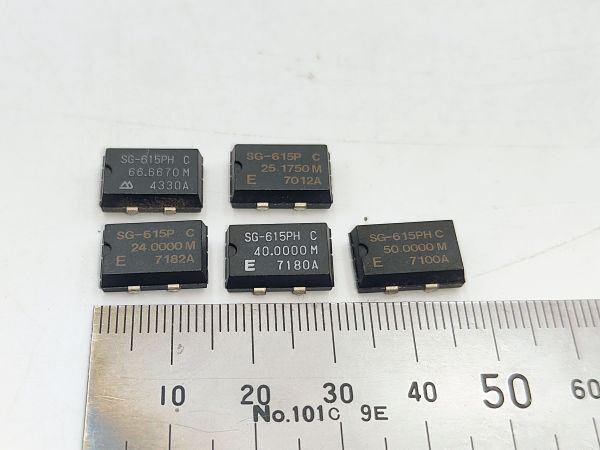 SG-615PH C
66.6670 M
4330A
SG-615P C
25.1750 M
E 7012A
SG-615P C
24.0000 M
E 7182A
SG-615PH C
40.0000 M
E 7180A
SG-615PH C
50.0000 M
E 7100A
10 20 30 40 50 60
No.101C 9E